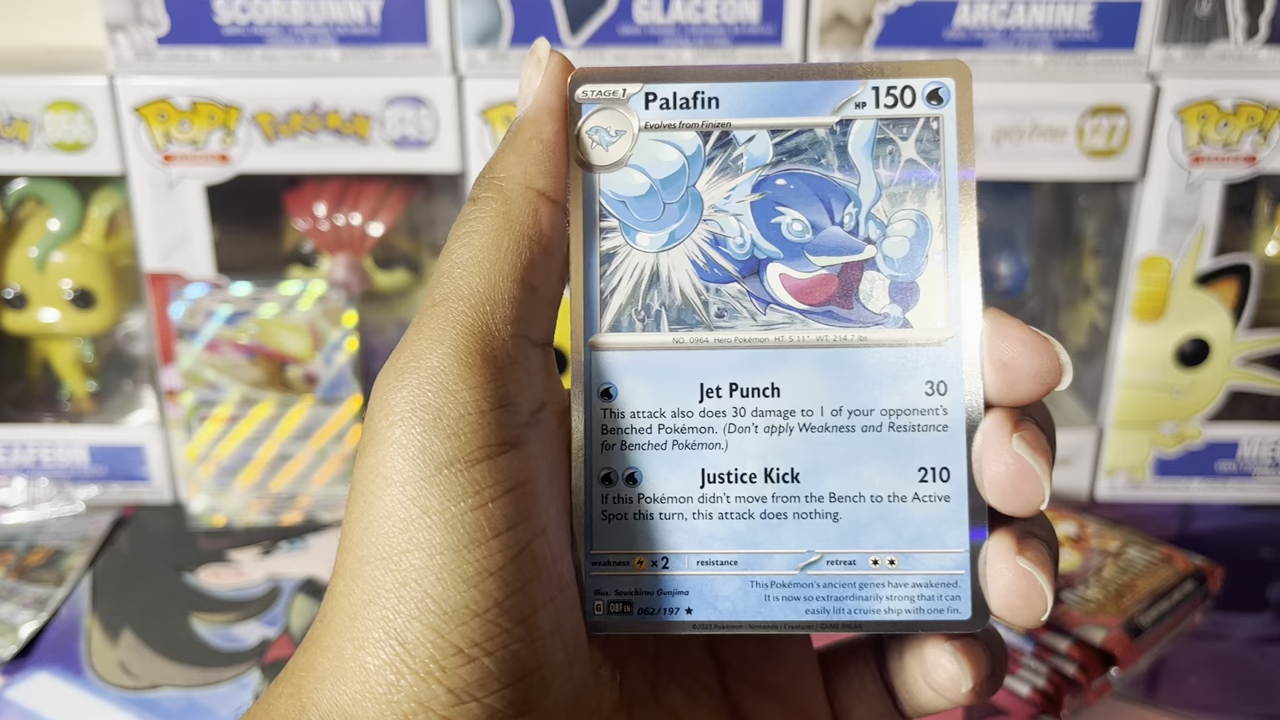 SCORBUNNY
GLACEON
ARCANINE
POP!
POKÉMON
POP!
127
POP!
STAGE 1
Palafin
HP 150
Evolves from Finizen
NO. 0964 Hero Pokémon HT: 5'11" WT: 214.7 lbs
Jet Punch 30
This attack also does 30 damage to 1 of your opponent's
Benched Pokémon. (Don't apply Weakness and Resistance
for Benched Pokémon.)
Justice Kick 210
If this Pokémon didn't move from the Bench to the Active
Spot this turn, this attack does nothing.
weakness ×2 resistance retreat
Illus. Souichirou Gunjima
This Pokémon's ancient genes have awakened.
It is now so extraordinarily strong that it can
easily lift a cruise ship with one fin.
G OBF EN 062/197
©2023 Pokémon / Nintendo / Creatures / GAME FREAK